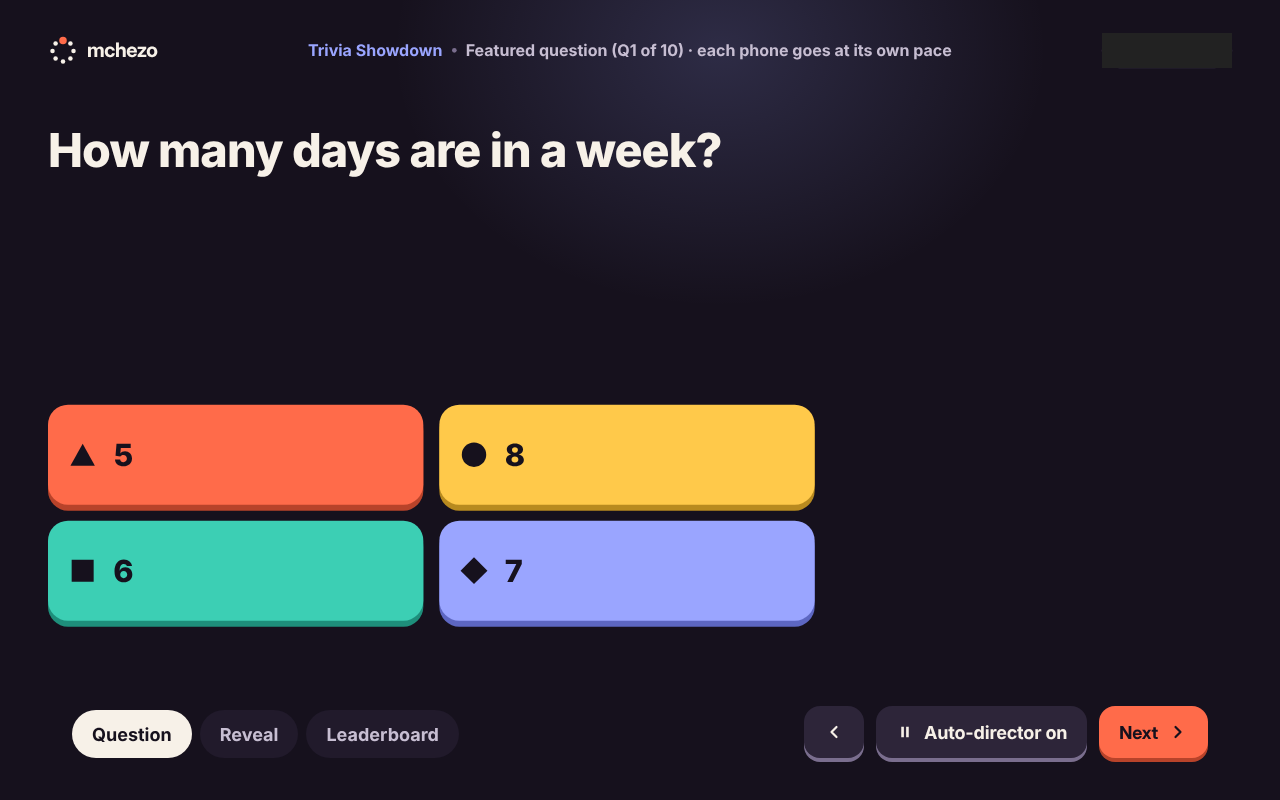 mchezo
Trivia Showdown • Featured question (Q1 of 10) · each phone goes at its own pace
How many days are in a week?
5
8
6
7
Question
Reveal
Leaderboard
Auto-director on
Next